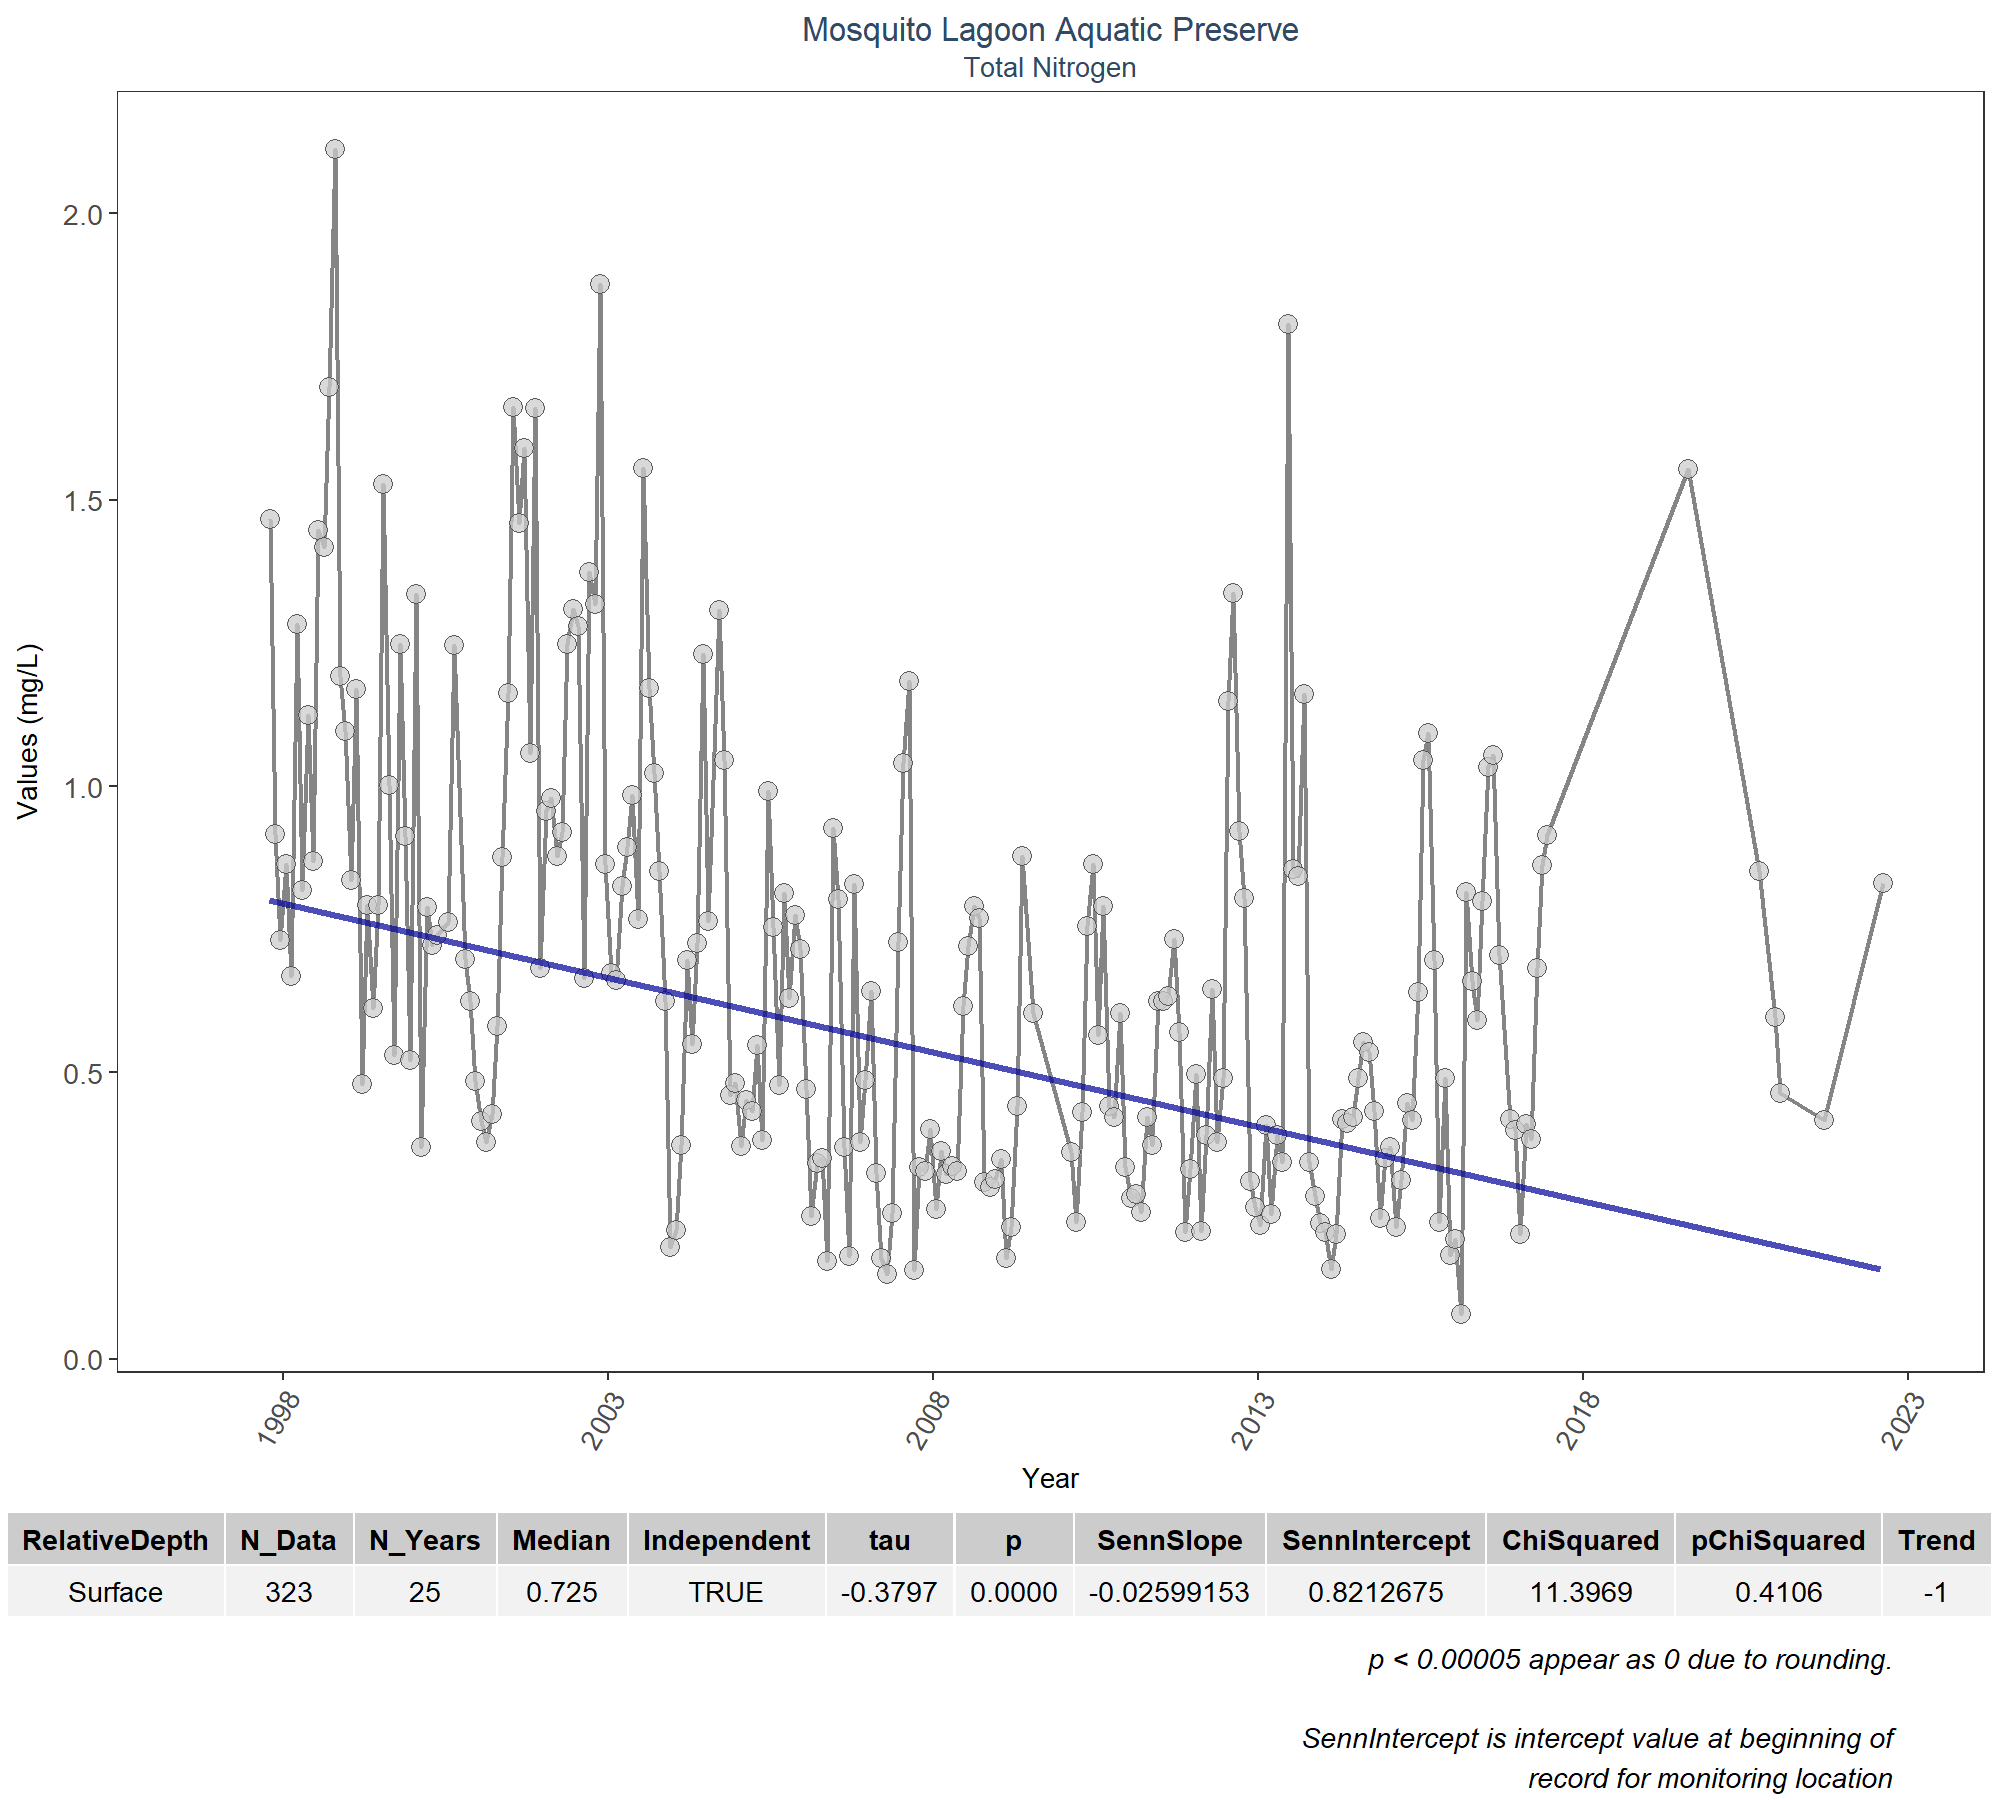 Mosquito Lagoon Aquatic Preserve
Total Nitrogen
Values (mg/L)
2.0
1.5
1.0
0.5
0.0
1998 2003 2008 2013 2018 2023
Year
RelativeDepth N_Data N_Years Median Independent tau p SennSlope SennIntercept ChiSquared pChiSquared Trend
Surface 323 25 0.725 TRUE -0.3797 0.0000 -0.02599153 0.8212675 11.3969 0.4106 -1
p < 0.00005 appear as 0 due to rounding.
SennIntercept is intercept value at beginning of
record for monitoring location